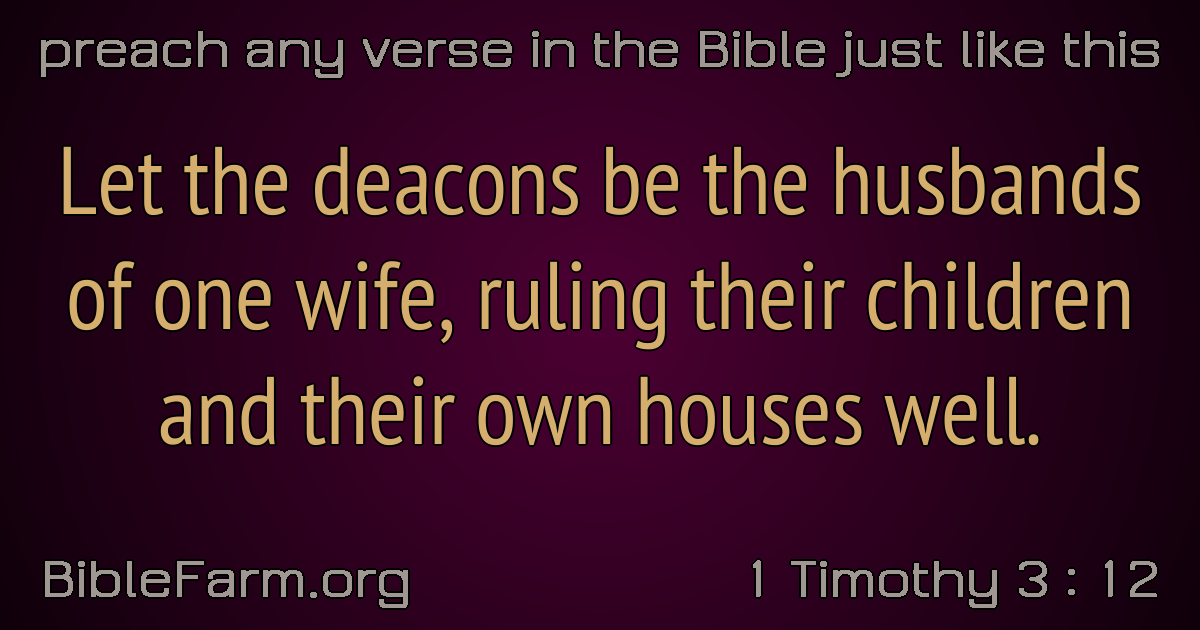 preach any verse in the Bible just like this
Let the deacons be the husbands
of one wife, ruling their children
and their own houses well.
BibleFarm.org
1 Timothy 3 : 12